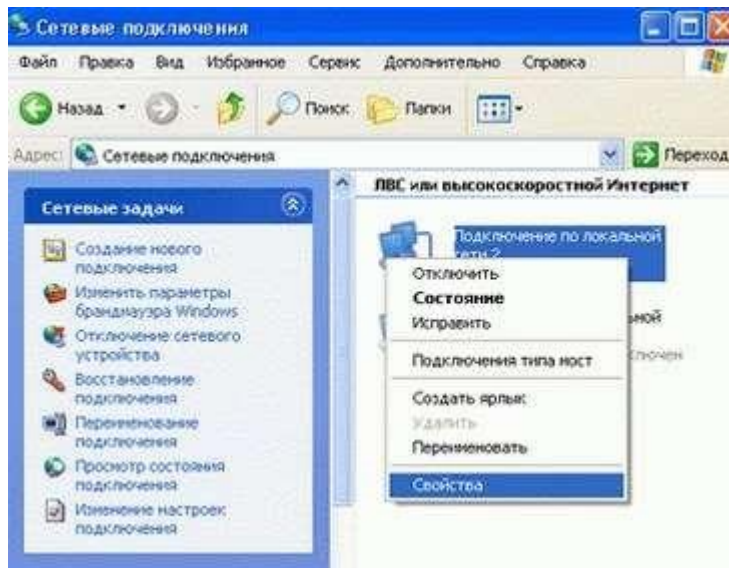 Сетевые подключения
Файл Правка Вид Избранное Сервис Дополнительно Справка
Назад Поиск Папки
Адрес: Сетевые подключения Переход
Сетевые задачи
Создание нового
подключения
Изменить параметры
брандмауэра Windows
Отключение сетевого
устройства
Восстановление
подключения
Переименование
подключения
Просмотр состояния
подключения
Изменение настроек
подключения
ЛВС или высокоскоростной Интернет
Подключение по локальной
сети 2
Отключить
Состояние
Исправить
Подключения типа мост
Создать ярлык
Удалить
Переименовать
Свойства